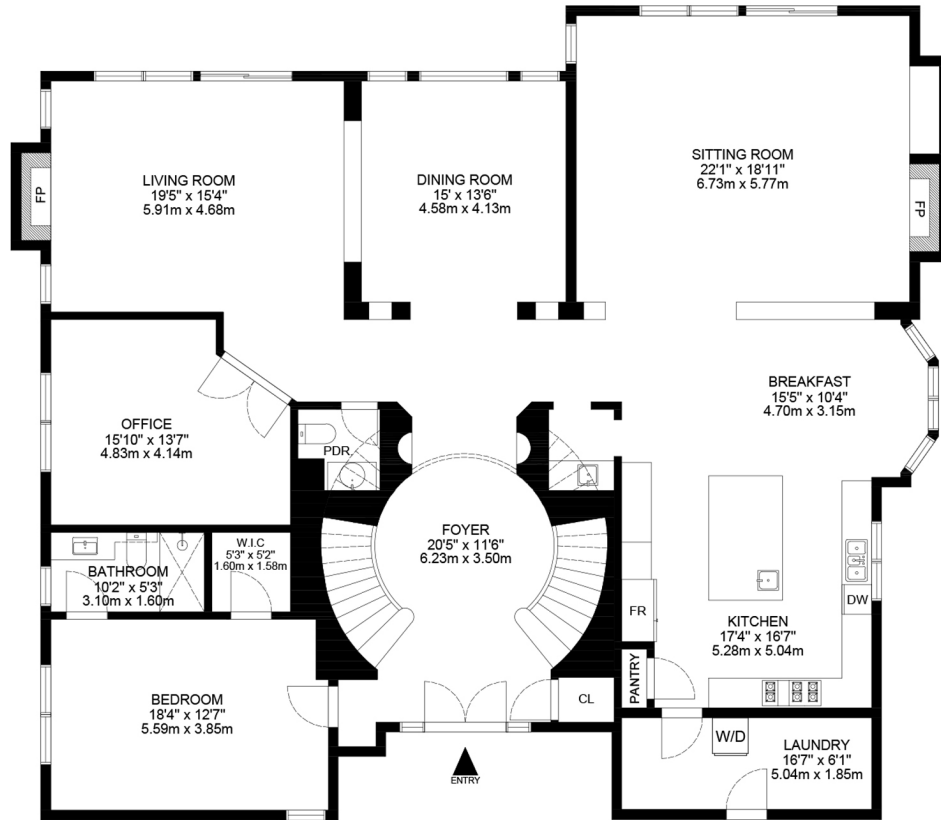 SITTING ROOM
22'1" x 18'11"
6.73m x 5.77m
LIVING ROOM
19'5" x 15'4"
5.91m x 4.68m
DINING ROOM
15' x 13'6"
4.58m x 4.13m
FP
FP
BREAKFAST
15'5" x 10'4"
4.70m x 3.15m
OFFICE
15'10" x 13'7"
4.83m x 4.14m
PDR.
FOYER
20'5" x 11'6"
6.23m x 3.50m
W.I.C
5'3" x 5'2"
1.60m x 1.58m
BATHROOM
10'2" x 5'3"
3.10m x 1.60m
FR
DW
KITCHEN
17'4" x 16'7"
5.28m x 5.04m
PANTRY
BEDROOM
18'4" x 12'7"
5.59m x 3.85m
CL
W/D
LAUNDRY
16'7" x 6'1"
5.04m x 1.85m
ENTRY